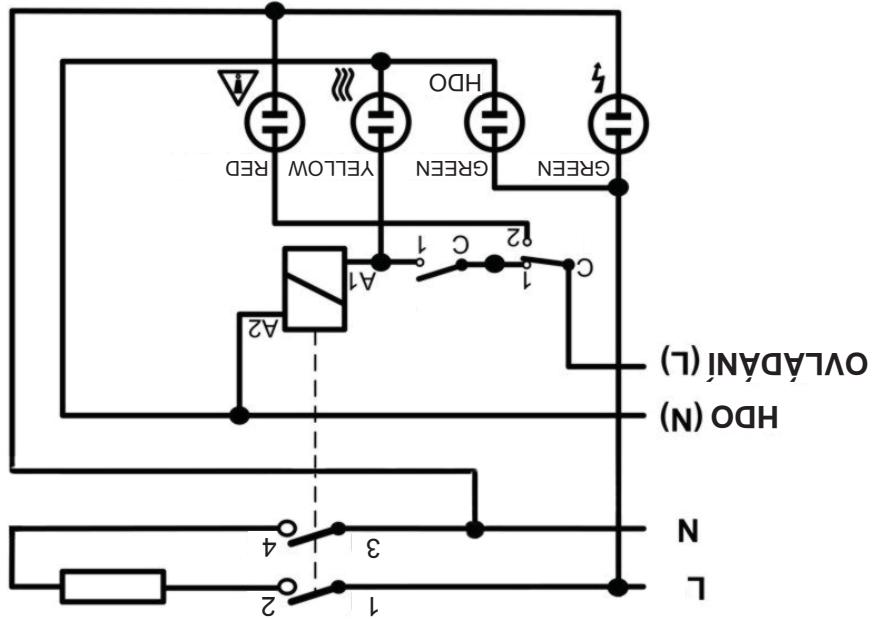 1 2
L
3 4
N
HDO (N)
OVLÁDÁNÍ (L)
A2
C 1 A1
2 C 1
GREEN GREEN YELLOW RED
HDO